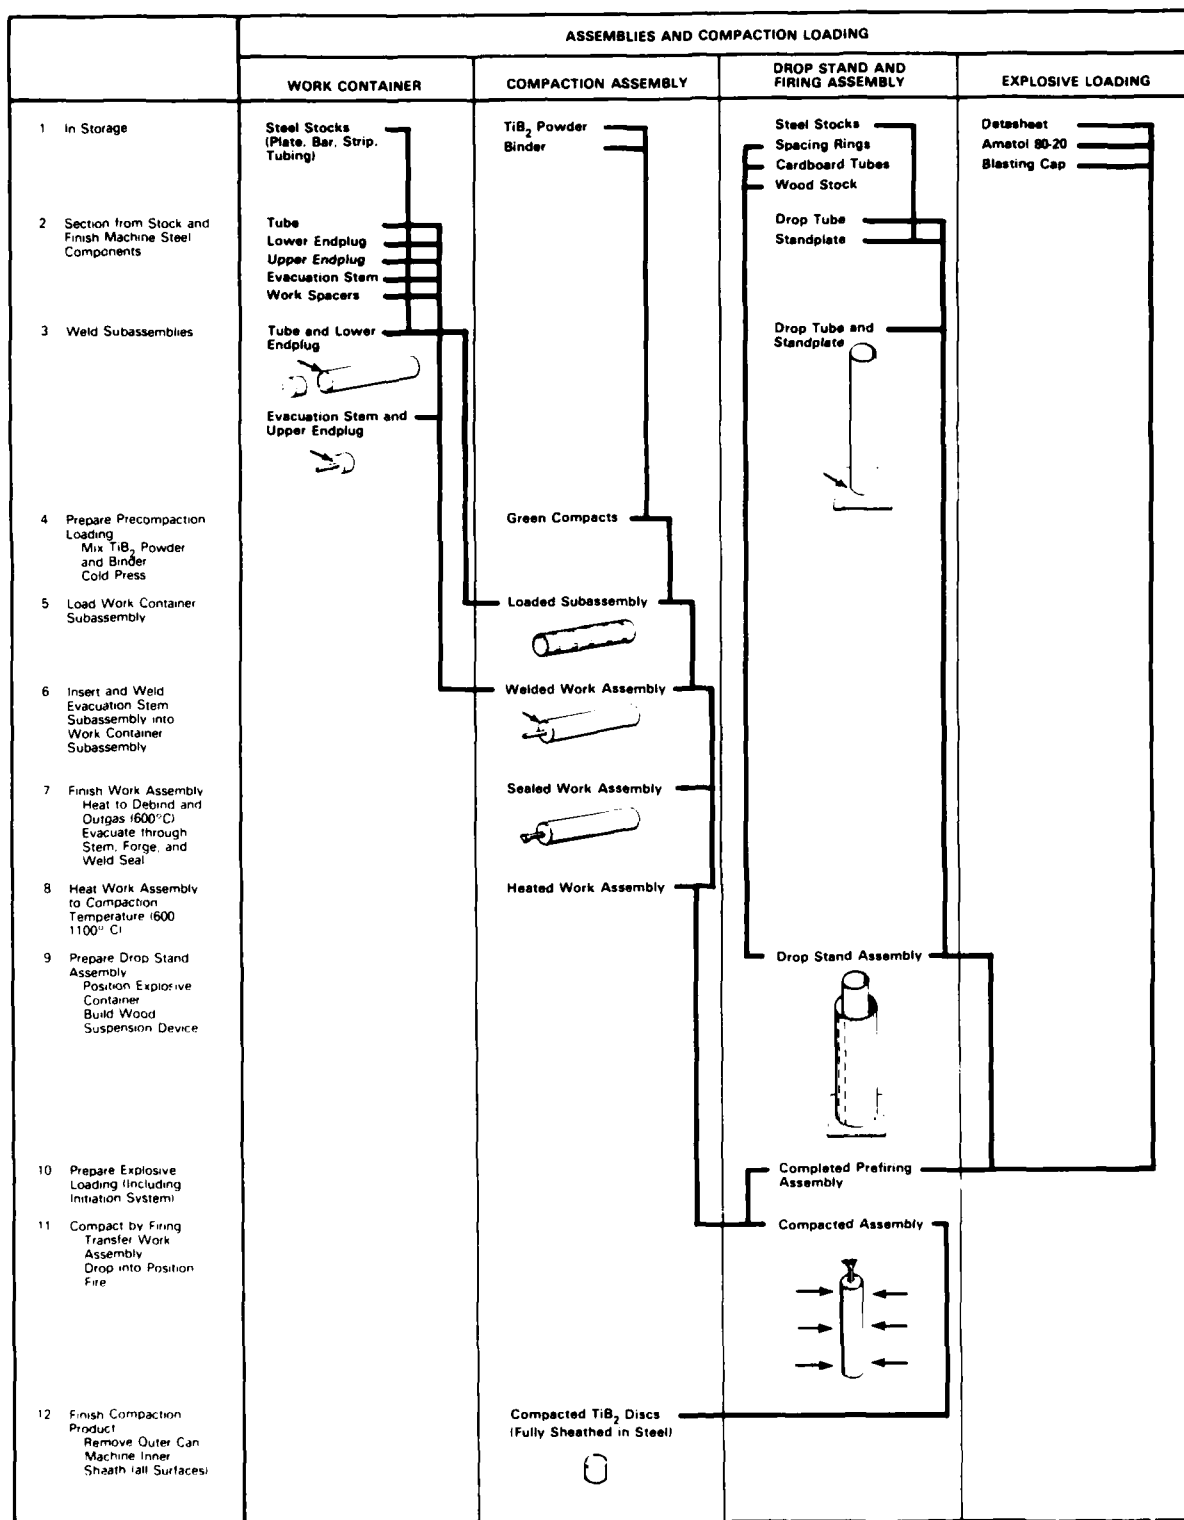 ASSEMBLIES AND COMPACTION LOADING
WORK CONTAINER
COMPACTION ASSEMBLY
DROP STAND AND
FIRING ASSEMBLY
EXPLOSIVE LOADING
1 In Storage
Steel Stocks
(Plate, Bar, Strip,
Tubing)
TiB2 Powder
Binder
Steel Stocks
Spacing Rings
Cardboard Tubes
Wood Stock
Detasheet
Amatol 80-20
Blasting Cap
2 Section from Stock and
Finish Machine Steel
Components
Tube
Lower Endplug
Upper Endplug
Evacuation Stem
Work Spacers
Drop Tube
Standplate
3 Weld Subassemblies
Tube and Lower
Endplug
Evacuation Stem and
Upper Endplug
Drop Tube and
Standplate
4 Prepare Precompaction
Loading
Mix TiB2 Powder
and Binder
Cold Press
Green Compacts
5 Load Work Container
Subassembly
Loaded Subassembly
6 Insert and Weld
Evacuation Stem
Subassembly into
Work Container
Subassembly
Welded Work Assembly
7 Finish Work Assembly
Heat to Debind and
Outgas (600°C)
Evacuate through
Stem, Forge, and
Weld Seal
Sealed Work Assembly
8 Heat Work Assembly
to Compaction
Temperature (600
1100° C)
Heated Work Assembly
9 Prepare Drop Stand
Assembly
Position Explosive
Container
Build Wood
Suspension Device
Drop Stand Assembly
10 Prepare Explosive
Loading (Including
Initiation System)
Completed Prefiring
Assembly
11 Compact by Firing
Transfer Work
Assembly
Drop into Position
Fire
Compacted Assembly
12 Finish Compaction
Product
Remove Outer Can
Machine Inner
Sheath (all Surfaces)
Compacted TiB2 Discs
(Fully Sheathed in Steel)